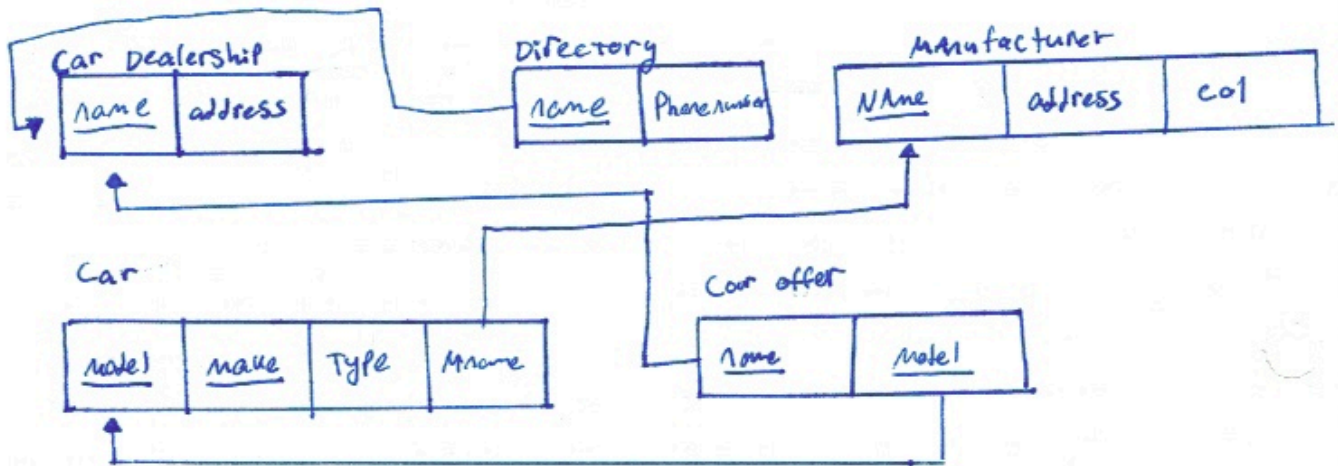 Car Dealership
Directory
Manufacturer
name address
name Phonenumber
Name address col
Car
Car offer
model make Type Mname
name model